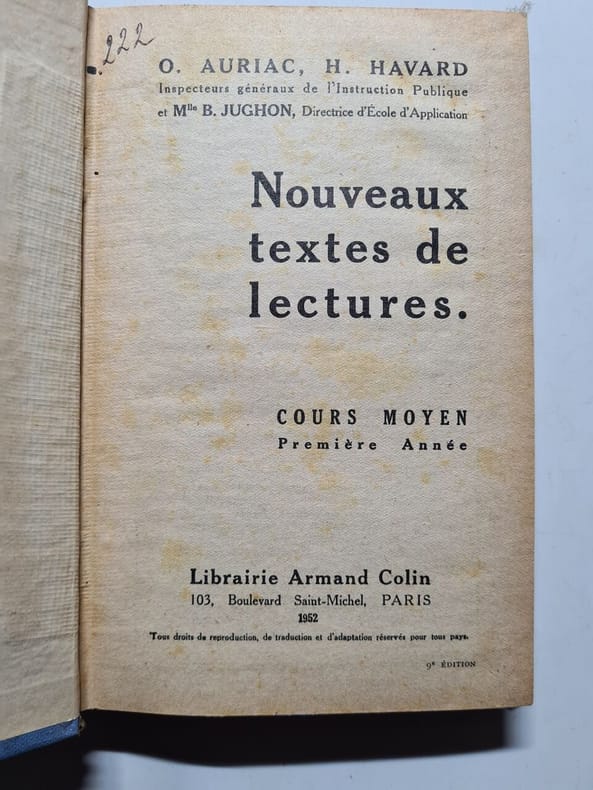 222
O. AURIAC, H. HAVARD
Inspecteurs généraux de l'Instruction Publique
et Mlle B. JUGHON, Directrice d'École d'Application
Nouveaux
textes de
lectures.
COURS MOYEN
Première Année
Librairie Armand Colin
103, Boulevard Saint-Michel, PARIS
1952
Tous droits de reproduction, de traduction et d'adaptation réservés pour tous pays.
9e ÉDITION